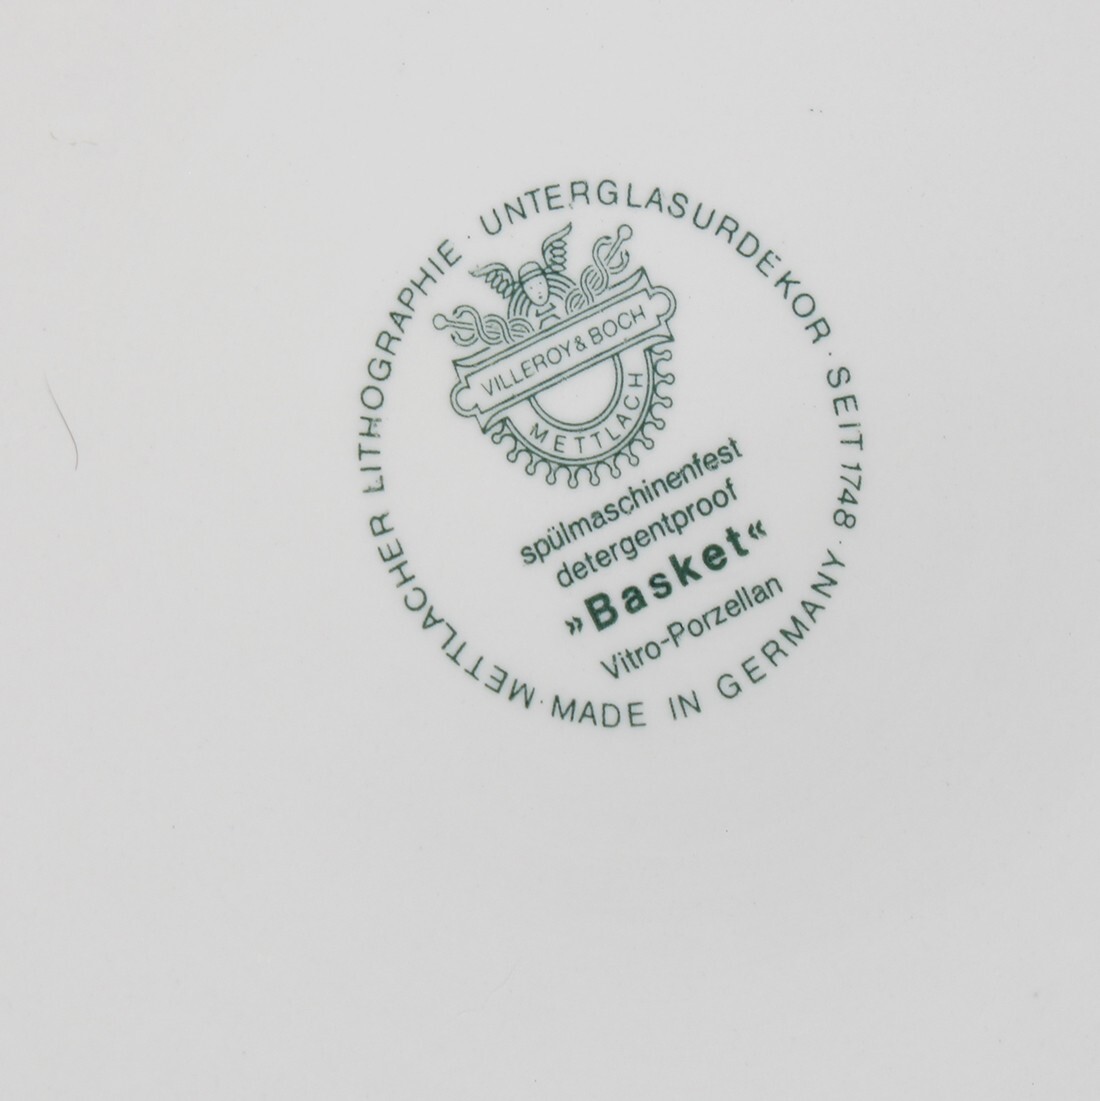 METTLACHER LITHOGRAPHIE · UNTERGLASURDEKOR · SEIT 1748 · MADE IN GERMANY ·
VILLEROY & BOCH
METTLACH
spülmaschinenfest
detergentproof
»Basket«
Vitro-Porzellan